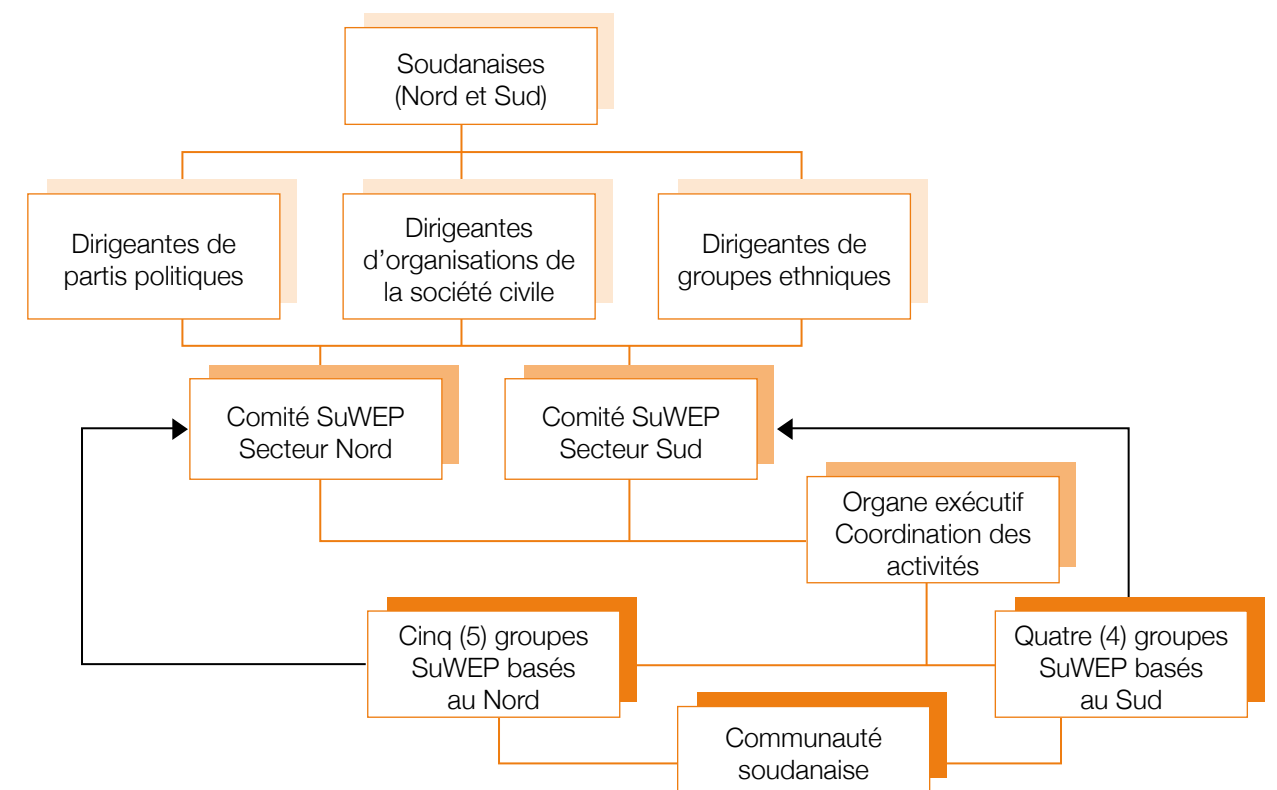 Soudanaises
(Nord et Sud)
Dirigeantes de
partis politiques
Dirigeantes
d’organisations de
la société civile
Dirigeantes de
groupes ethniques
Comité SuWEP
Secteur Nord
Comité SuWEP
Secteur Sud
Organe exécutif
Coordination des
activités
Cinq (5) groupes
SuWEP basés
au Nord
Quatre (4) groupes
SuWEP basés
au Sud
Communauté
soudanaise